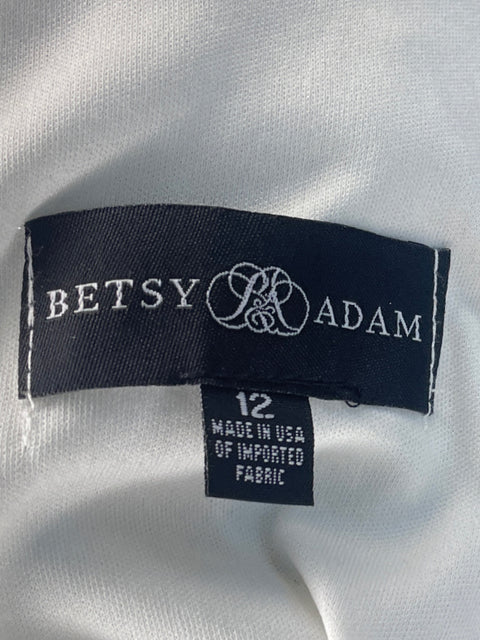 BETSY ADAM
12
MADE IN USA
OF IMPORTED
FABRIC